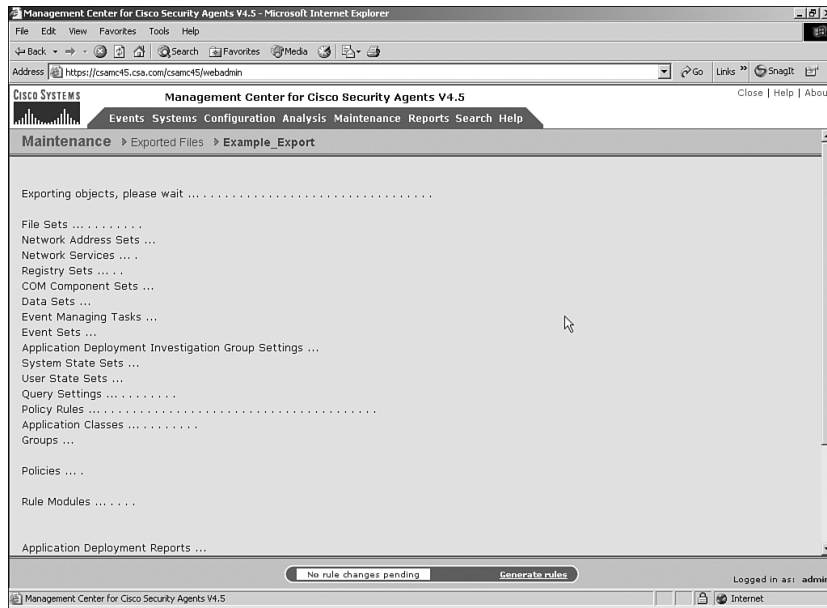 Management Center for Cisco Security Agents V4.5 - Microsoft Internet Explorer
File Edit View Favorites Tools Help
Back Search Favorites Media
Address https://csamc45.csa.com/csamc45/webadmin Go Links » SnagIt
CISCO SYSTEMS
Management Center for Cisco Security Agents V4.5
Close | Help | Abou
Events Systems Configuration Analysis Maintenance Reports Search Help
Maintenance Exported Files Example_Export
Exporting objects, please wait ... . . . . . . . . . . . . . . . . . . . . . . . . . . . . . . . .
File Sets ... . . . . . . . .
Network Address Sets ...
Network Services ... .
Registry Sets ... . .
COM Component Sets ...
Data Sets ...
Event Managing Tasks ...
Event Sets ...
Application Deployment Investigation Group Settings ...
System State Sets ...
User State Sets ...
Query Settings ... . . . . . . . .
Policy Rules ... . . . . . . . . . . . . . . . . . . . . . . . . . . . . . . . . . . . . . .
Application Classes ... . . . . . . . .
Groups ...
Policies ... .
Rule Modules ... . . . .
Application Deployment Reports ...
No rule changes pending Generate rules
Logged in as: admin
Management Center for Cisco Security Agents V4.5 Internet